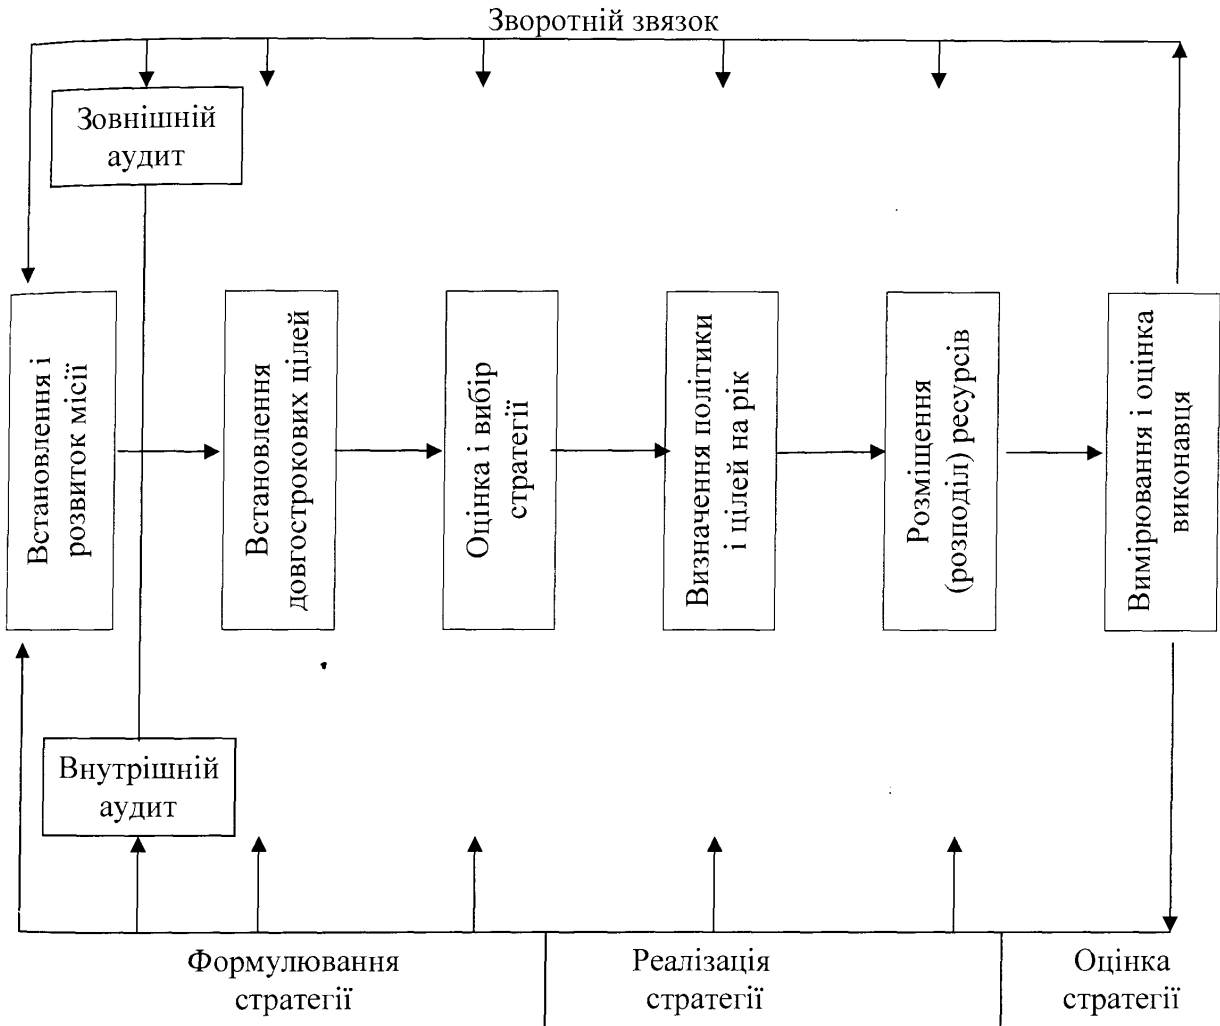 Зворотній звязок
Зовнішній
аудит
Встановлення і
розвиток місії
Встановлення
довгострокових цілей
Оцінка і вибір
стратегії
Визначення політики
і цілей на рік
Розміщення
(розподіл) ресурсів
Вимірювання і оцінка
виконавця
Внутрішній
аудит
Формулювання
стратегії
Реалізація
стратегії
Оцінка
стратегії